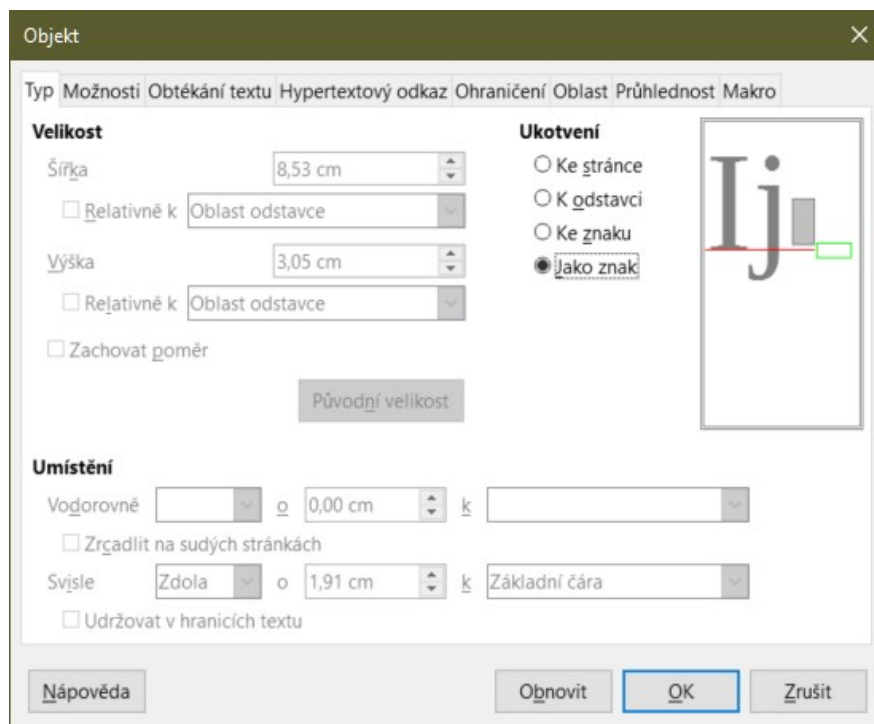 Objekt
Typ Možnosti Obtékání textu Hypertextový odkaz Ohraničení Oblast Průhlednost Makro
Velikost
Šířka 8,53 cm
Relativně k Oblast odstavce
Výška 3,05 cm
Relativně k Oblast odstavce
Zachovat poměr
Původní velikost
Ukotvení
Ke stránce
K odstavci
Ke znaku
Jako znak
Ij
Umístění
Vodorovně o 0,00 cm k
Zrcadlit na sudých stránkách
Svisle Zdola o 1,91 cm k Základní čára
Udržovat v hranicích textu
Nápověda Obnovit OK Zrušit